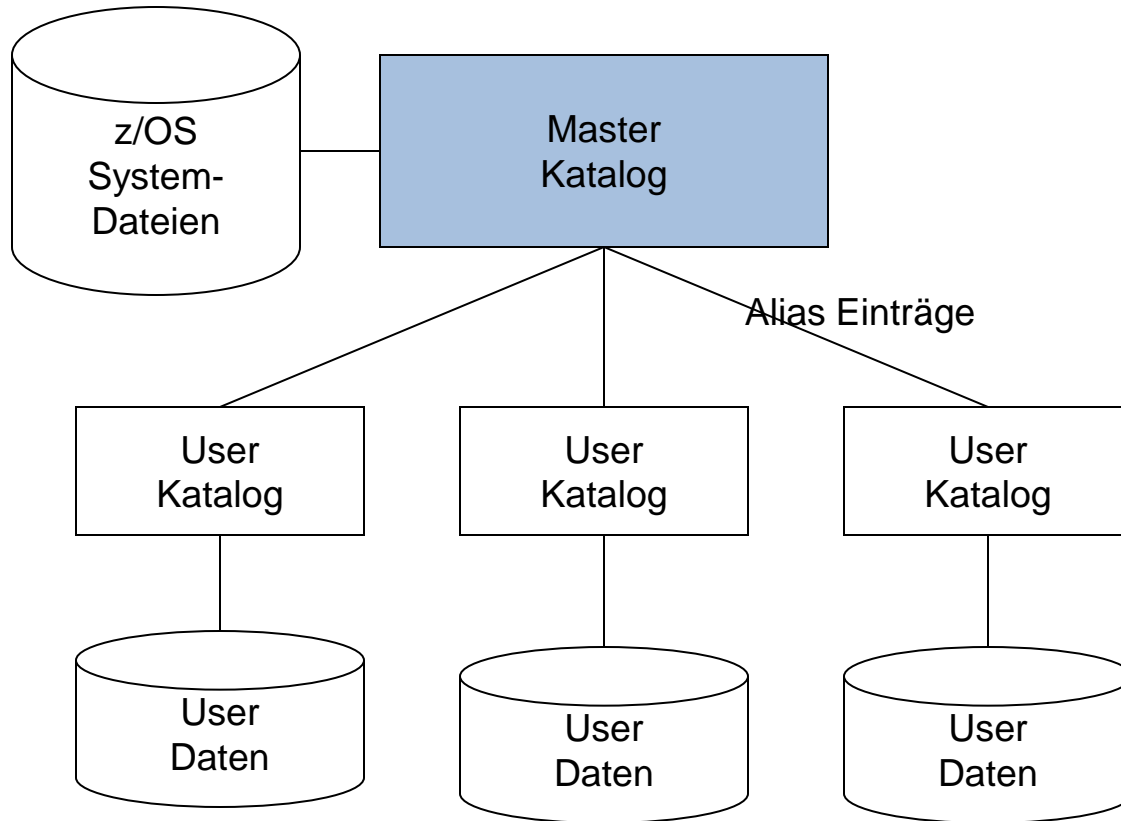 z/OS
System-
Dateien
Master
Katalog
Alias Einträge
User
Katalog
User
Katalog
User
Katalog
User
Daten
User
Daten
User
Daten